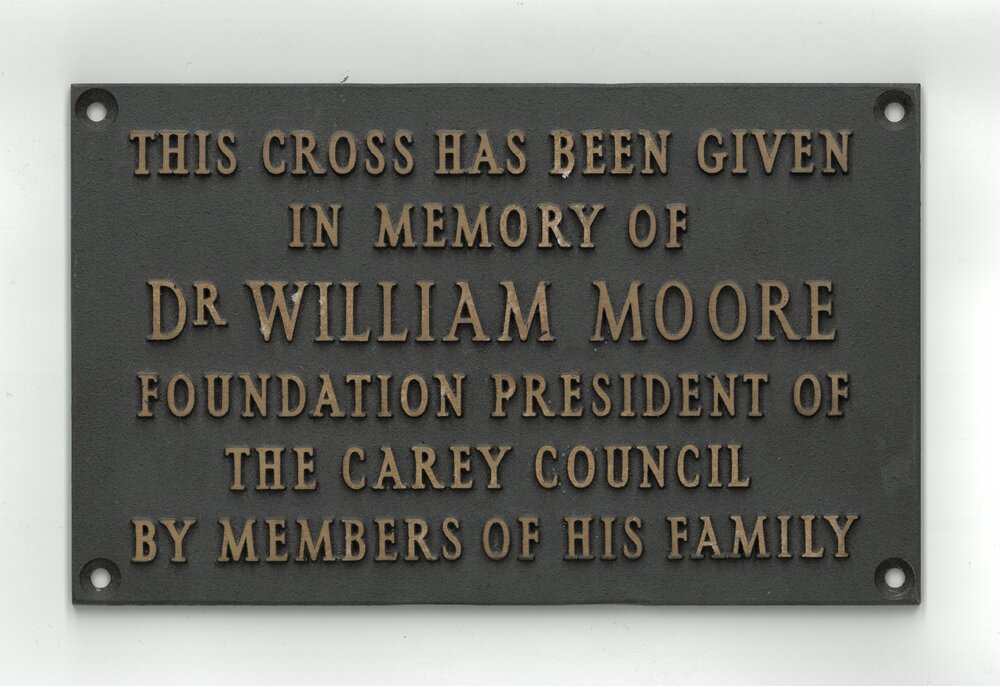 THIS CROSS HAS BEEN GIVEN
IN MEMORY OF
DR WILLIAM MOORE
FOUNDATION PRESIDENT OF
THE CAREY COUNCIL
BY MEMBERS OF HIS FAMILY